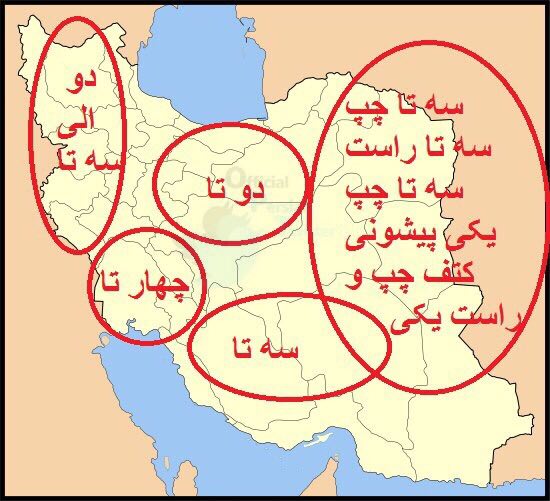 دو
الی
سه تا
دو تا
چهار تا
سه تا
سه تا چپ
سه تا راست
سه تا چپ
یکی پیشونی
کتف چپ و
راست یکی
Official